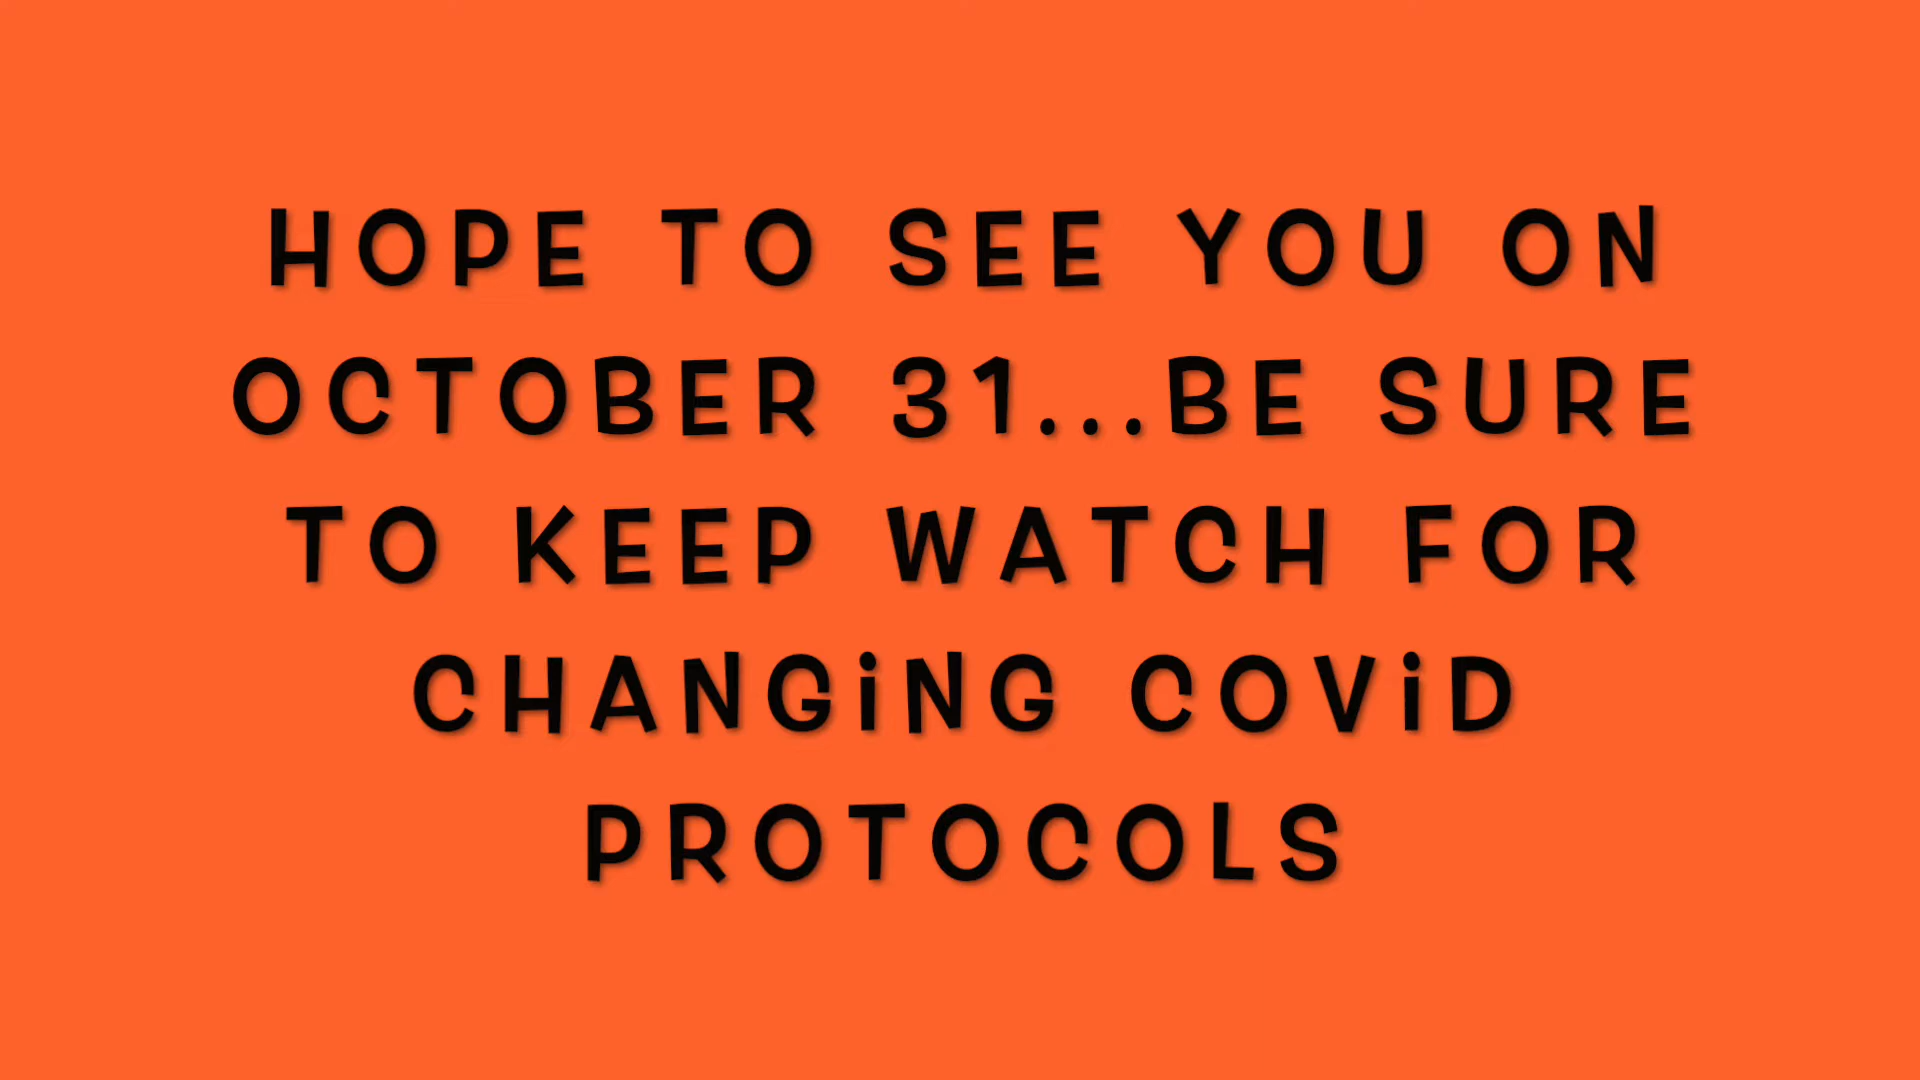 HOPE TO SEE YOU ON
OCTOBER 31...BE SURE
TO KEEP WATCH FOR
CHANGiNG COViD
PROTOCOLS